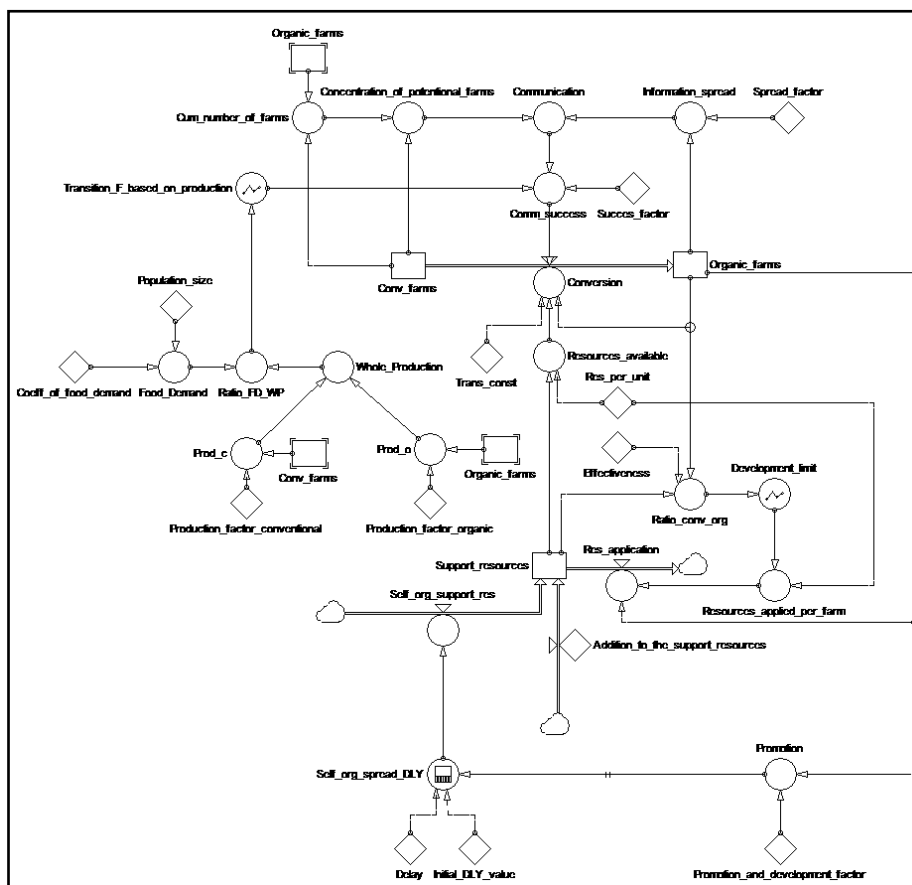 Organic_farms
Concentration_of_potentional_farms
Communication
Information_spread
Spread_factor
Cum_number_of_farms
Transition_F_based_on_production
Comm_success
Succes_factor
Conv_farms
Organic_farms
Conversion
Population_size
Trans_const
Resources_available
Whole_Production
Res_per_unit
Coeff_of_food_demand
Food_Demand
Ratio_FD_WP
Prod_c
Conv_farms
Prod_o
Organic_farms
Effectiveness
Development_limit
Production_factor_conventional
Production_factor_organic
Ratio_conv_org
Support_resources
Res_application
Self_org_support_res
Resources_applied_per_farm
Addition_to_the_support_resources
Promotion
Self_org_spread_DLY
Delay
Initial_DLY_value
Promotion_and_development_factor